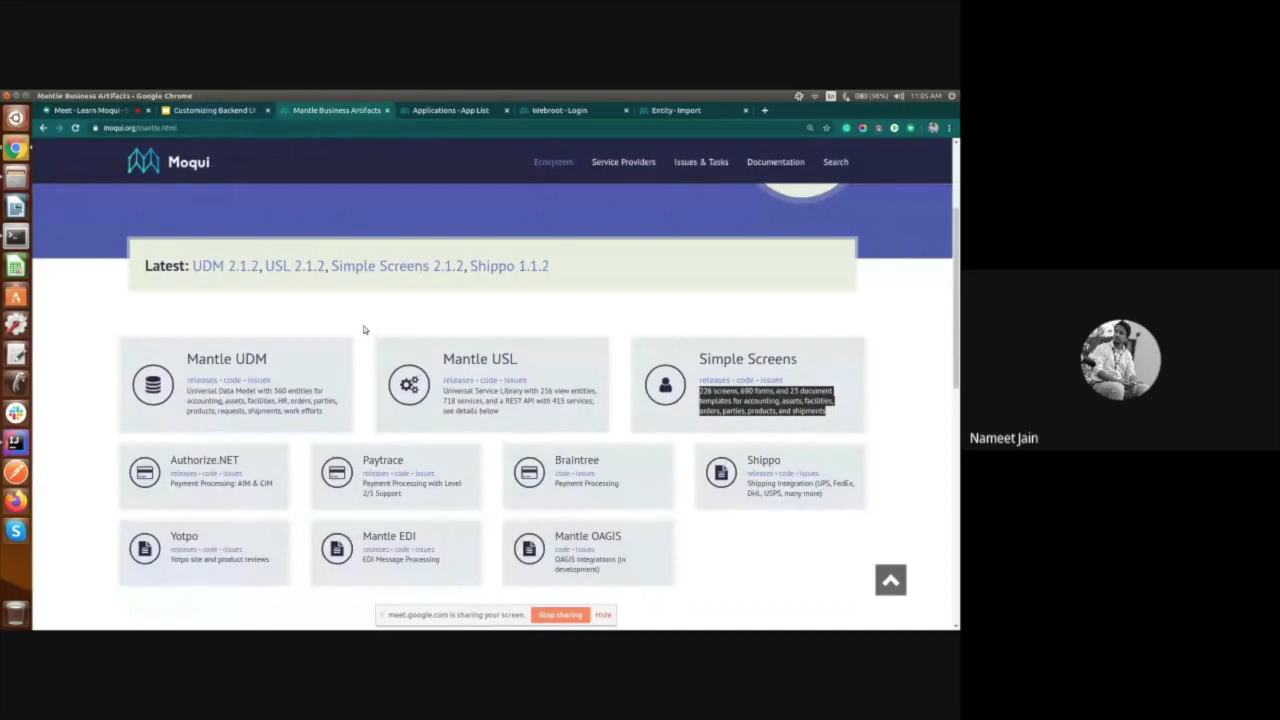 Mantle Business Artifacts - Google Chrome
En
(98%)
11:05 AM
Meet - Learn Moqui -
Customizing Backend UI
Mantle Business Artifacts
Applications - App List
Webroot - Login
Entity - Import
moqui.org/mantle.html
Moqui
Ecosystem
Service Providers
Issues & Tasks
Documentation
Search
Latest: UDM 2.1.2, USL 2.1.2, Simple Screens 2.1.2, Shippo 1.1.2
Mantle UDM
releases - code - issues
Universal Data Model with 360 entities for
accounting, assets, facilities, HR, orders, parties,
products, requests, shipments, work efforts
Mantle USL
releases - code - issues
Universal Service Library with 256 view entities,
718 services, and a REST API with 415 services;
see details below
Simple Screens
releases - code - issues
226 screens, 690 forms, and 23 document
templates for accounting, assets, facilities,
orders, parties, products, and shipments
Authorize.NET
releases - code - issues
Payment Processing: AIM & CIM
Paytrace
releases - code - issues
Payment Processing with Level
2/3 Support
Braintree
code - issues
Payment Processing
Shippo
releases - code - issues
Shipping Integration (UPS, FedEx,
DHL, USPS, many more)
Yotpo
releases - code - issues
Yotpo site and product reviews
Mantle EDI
releases - code - issues
EDI Message Processing
Mantle OAGIS
code - issues
OAGIS Integrations (in
development)
meet.google.com is sharing your screen.
Stop sharing
Hide
Nameet Jain